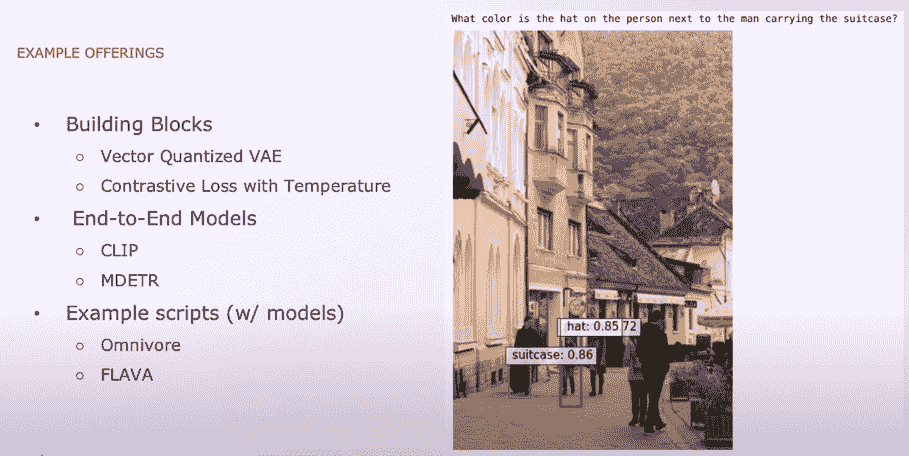 What color is the hat on the person next to the man carrying the suitcase?
EXAMPLE OFFERINGS
• Building Blocks
○ Vector Quantized VAE
○ Contrastive Loss with Temperature
• End-to-End Models
○ CLIP
○ MDETR
• Example scripts (w/ models)
○ Omnivore
○ FLAVA
hat: 0.85 72
suitcase: 0.86